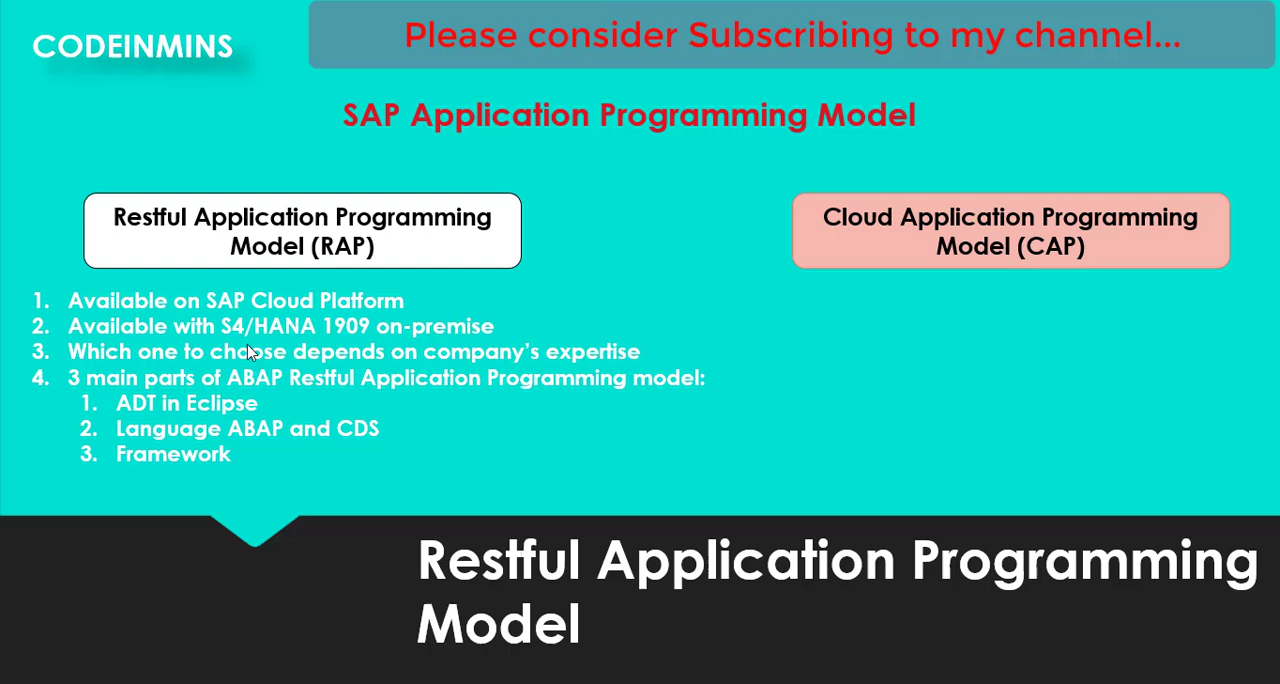 CODEINMINS
Please consider Subscribing to my channel...
SAP Application Programming Model
Restful Application Programming
Model (RAP)
Cloud Application Programming
Model (CAP)
1. Available on SAP Cloud Platform
2. Available with S4/HANA 1909 on-premise
3. Which one to choose depends on company's expertise
4. 3 main parts of ABAP Restful Application Programming model:
1. ADT in Eclipse
2. Language ABAP and CDS
3. Framework
Restful Application Programming
Model